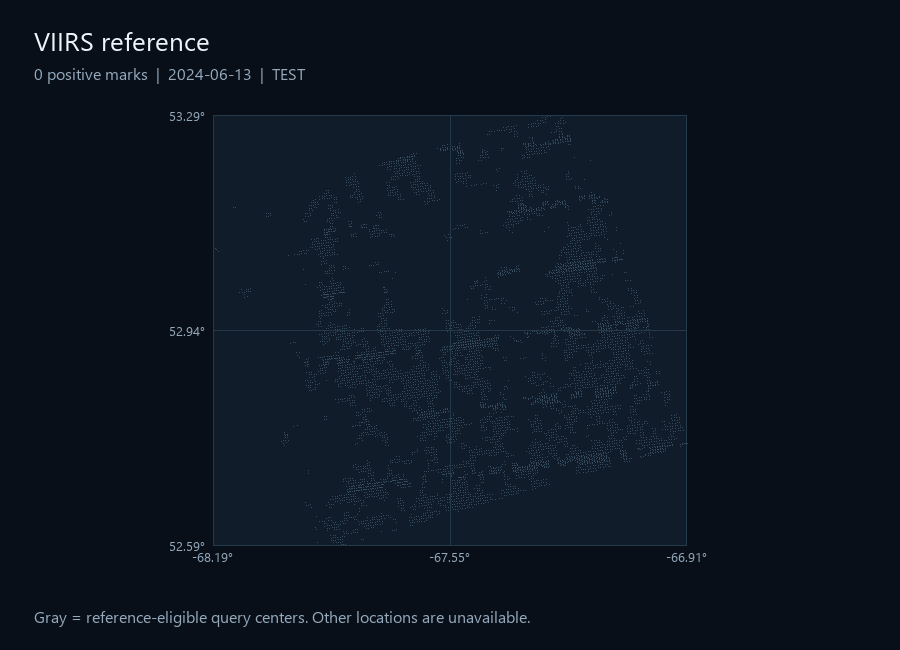 VIIRS reference
0 positive marks | 2024-06-13 | TEST
53.29°
52.94°
52.59°
-68.19°
-67.55°
-66.91°
Gray = reference-eligible query centers. Other locations are unavailable.